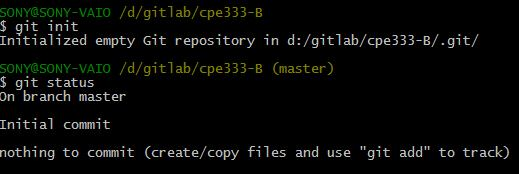 SONY@SONY-VAIO /d/gitlab/cpe333-B
$ git init
Initialized empty Git repository in d:/gitlab/cpe333-B/.git/
SONY@SONY-VAIO /d/gitlab/cpe333-B (master)
$ git status
On branch master
Initial commit
nothing to commit (create/copy files and use "git add" to track)